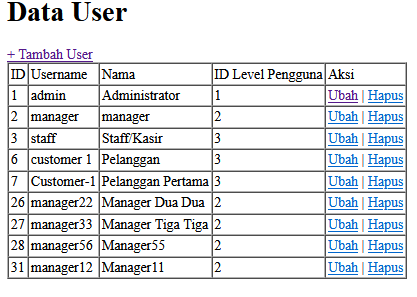 Data User
+ Tambah User
ID Username Nama ID Level Pengguna Aksi
1 admin Administrator 1 Ubah | Hapus
2 manager manager 2 Ubah | Hapus
3 staff Staff/Kasir 3 Ubah | Hapus
6 customer 1 Pelanggan 3 Ubah | Hapus
7 Customer-1 Pelanggan Pertama 3 Ubah | Hapus
26 manager22 Manager Dua Dua 2 Ubah | Hapus
27 manager33 Manager Tiga Tiga 2 Ubah | Hapus
28 manager56 Manager55 2 Ubah | Hapus
31 manager12 Manager11 2 Ubah | Hapus